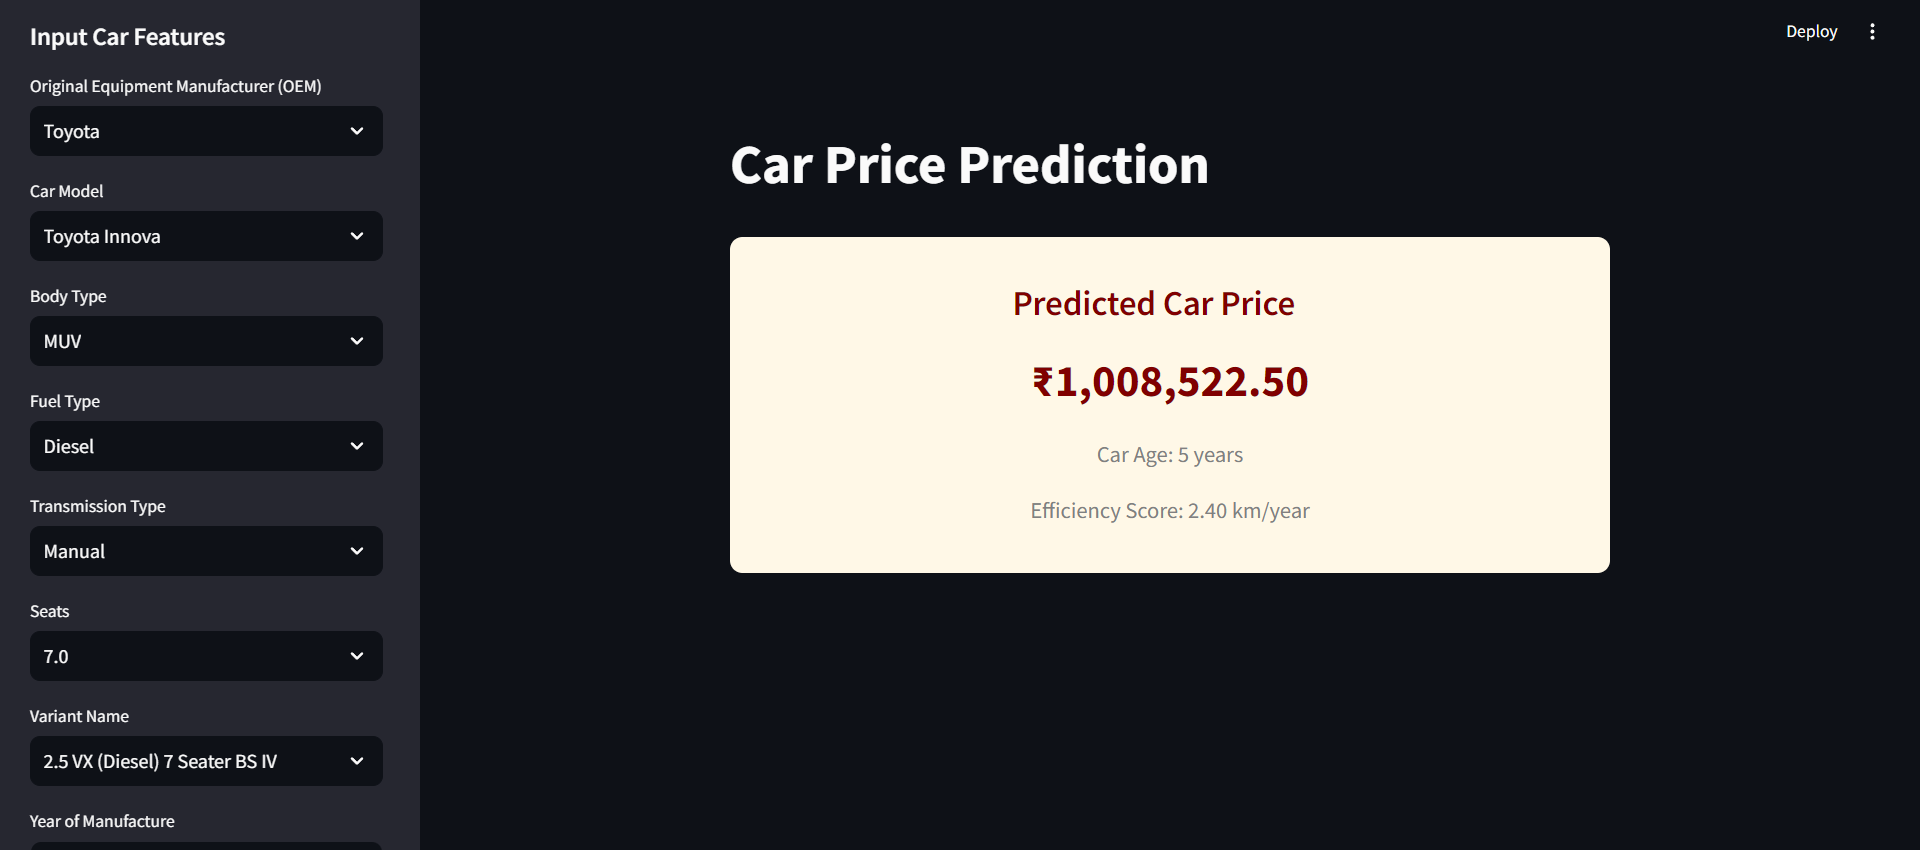 Input Car Features
Original Equipment Manufacturer (OEM)
Toyota
Car Model
Toyota Innova
Body Type
MUV
Fuel Type
Diesel
Transmission Type
Manual
Seats
7.0
Variant Name
2.5 VX (Diesel) 7 Seater BS IV
Year of Manufacture
Deploy
Car Price Prediction
Predicted Car Price
₹1,008,522.50
Car Age: 5 years
Efficiency Score: 2.40 km/year